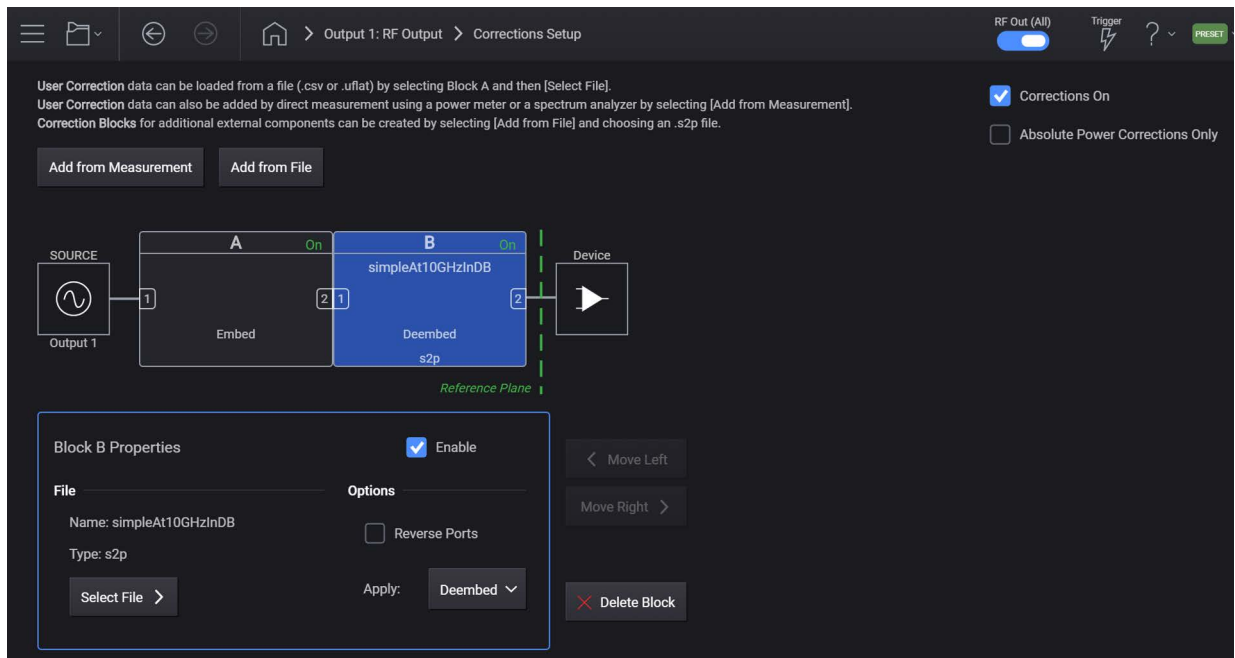 Output 1: RF Output > Corrections Setup
RF Out (All)
Trigger
?
PRESET
User Correction data can be loaded from a file (.csv or .uflat) by selecting Block A and then [Select File].
User Correction data can also be added by direct measurement using a power meter or a spectrum analyzer by selecting [Add from Measurement].
Correction Blocks for additional external components can be created by selecting [Add from File] and choosing an .s2p file.
Corrections On
Absolute Power Corrections Only
Add from Measurement
Add from File
SOURCE
Output 1
A
On
1
2
Embed
B
On
simpleAt10GHzInDB
1
2
Deembed
s2p
Device
Reference Plane
Block B Properties
Enable
File
Name: simpleAt10GHzInDB
Type: s2p
Select File >
Options
Reverse Ports
Apply:
Deembed
< Move Left
Move Right >
Delete Block